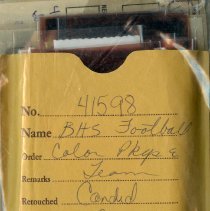 No. 41598
Name BHS Football
Order Color Pkgs &
Remarks Team
Retouched Candid